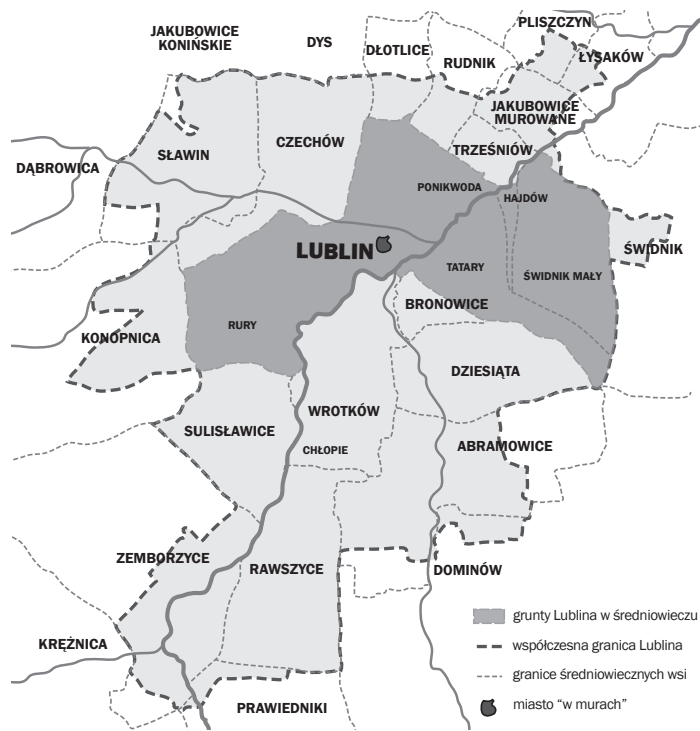 PLISZCZYN
JAKUBOWICE
KONIŃSKIE
DYS
DŁOTLICE
ŁYSAKÓW
RUDNIK
JAKUBOWICE
MUROWANE
CZECHÓW
TRZEŚNIÓW
SŁAWIN
DĄBROWICA
PONIKWODA
HAJDÓW
LUBLIN
ŚWIDNIK
TATARY
ŚWIDNIK MAŁY
BRONOWICE
RURY
KONOPNICA
DZIESIĄTA
WROTKÓW
SULISŁAWICE
ABRAMOWICE
CHŁOPIE
ZEMBORZYCE
RAWSZYCE
DOMINÓW
KRĘŻNICA
PRAWIEDNIKI
grunty Lublina w średniowieczu
współczesna granica Lublina
granice średniowiecznych wsi
miasto "w murach"